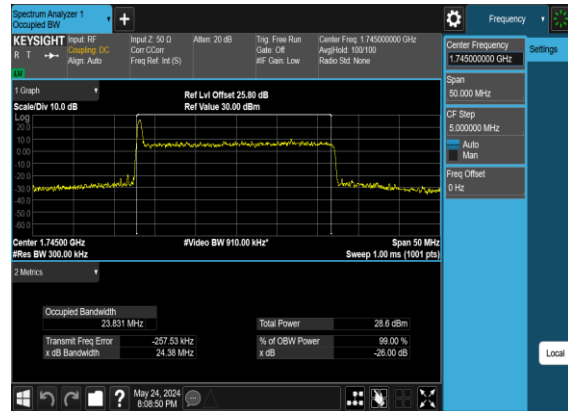 Spectrum Analyzer 1
Occupied BW
Frequency
KEYSIGHT
R T
LV
Input: RF
Coupling: DC
Align: Auto
Input Z: 50 Ω
Corr CCorr
Freq Ref: Int (S)
Atten: 20 dB
Trig: Free Run
Gate: Off
#IF Gain: Low
Center Freq: 1.745000000 GHz
Avg|Hold: 100/100
Radio Std: None
Center Frequency
1.745000000 GHz
Settings
Span
50.000 MHz
CF Step
5.000000 MHz
Auto
Man
Freq Offset
0 Hz
Local
1 Graph
Scale/Div 10.0 dB
Ref Lvl Offset 25.80 dB
Ref Value 30.00 dBm
Log
20.0
10.0
0.00
-10.0
-20.0
-30.0
-40.0
-50.0
-60.0
Center 1.74500 GHz
#Video BW 910.00 kHz*
Span 50 MHz
#Res BW 300.00 kHz
Sweep 1.00 ms (1001 pts)
2 Metrics
Occupied Bandwidth
23.831 MHz
Total Power 28.6 dBm
Transmit Freq Error -257.53 kHz
% of OBW Power 99.00 %
x dB Bandwidth 24.38 MHz
x dB -26.00 dB
?
May 24, 2024
8:08:50 PM